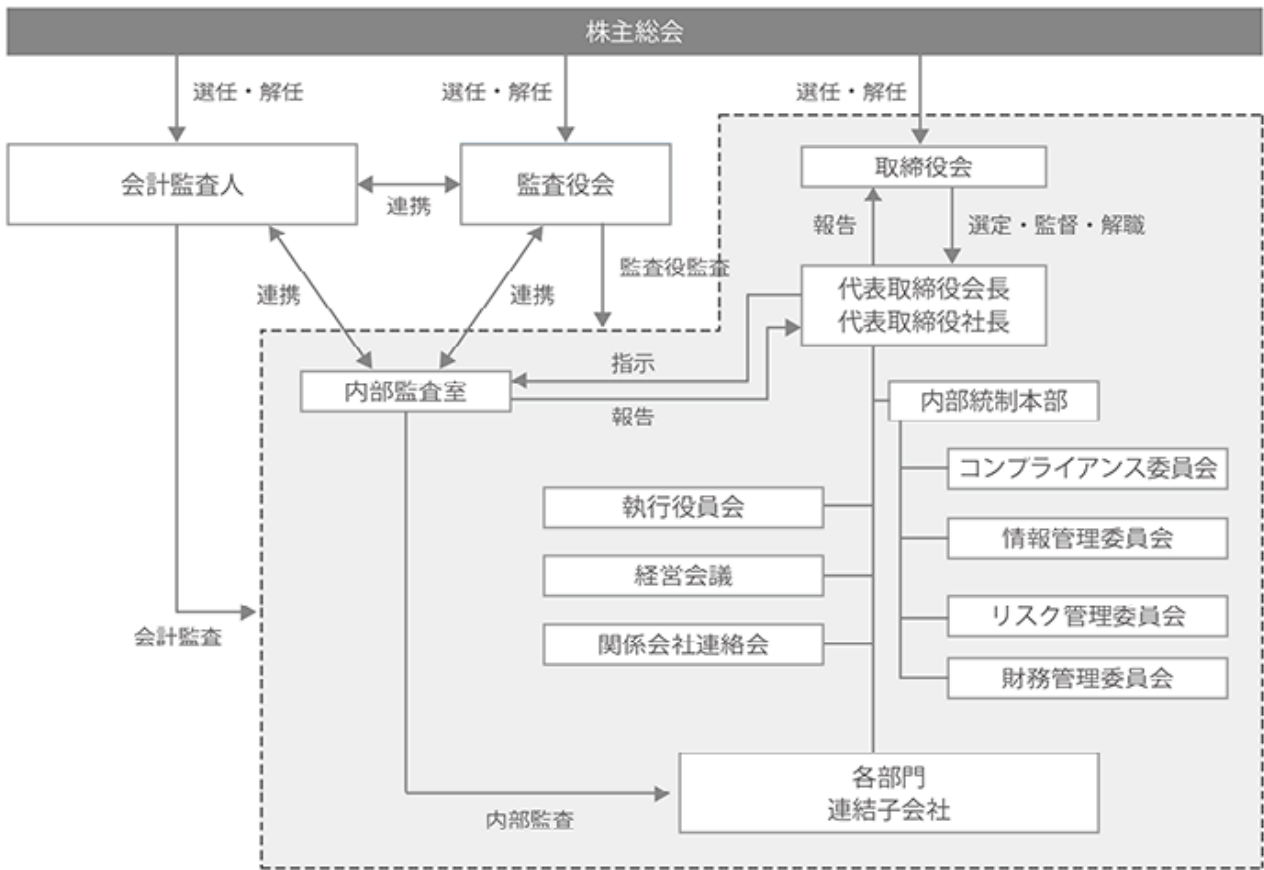 株主総会
選任・解任
選任・解任
選任・解任
会計監査人
連携
監査役会
取締役会
報告
選定・監督・解職
連携
連携
監査役監査
代表取締役会長
代表取締役社長
指示
内部監査室
報告
内部統制本部
コンプライアンス委員会
執行役員会
情報管理委員会
経営会議
リスク管理委員会
会計監査
関係会社連絡会
財務管理委員会
各部門
連結子会社
内部監査